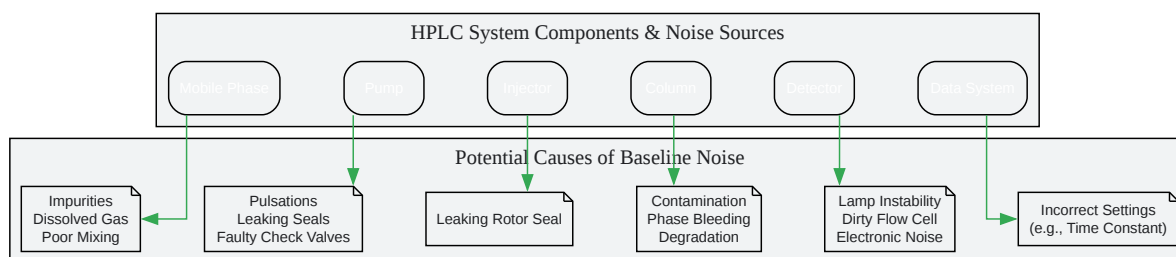 HPLC System Components & Noise Sources
Mobile Phase
Pump
Injector
Column
Detector
Data System
Potential Causes of Baseline Noise
Impurities
Dissolved Gas
Poor Mixing
Pulsations
Leaking Seals
Faulty Check Valves
Leaking Rotor Seal
Contamination
Phase Bleeding
Degradation
Lamp Instability
Dirty Flow Cell
Electronic Noise
Incorrect Settings
(e.g., Time Constant)